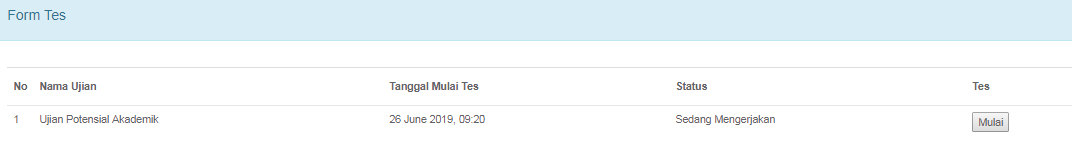 Form Tes
No Nama Ujian Tanggal Mulai Tes Status Tes
1 Ujian Potensial Akademik 26 June 2019, 09:20 Sedang Mengerjakan Mulai